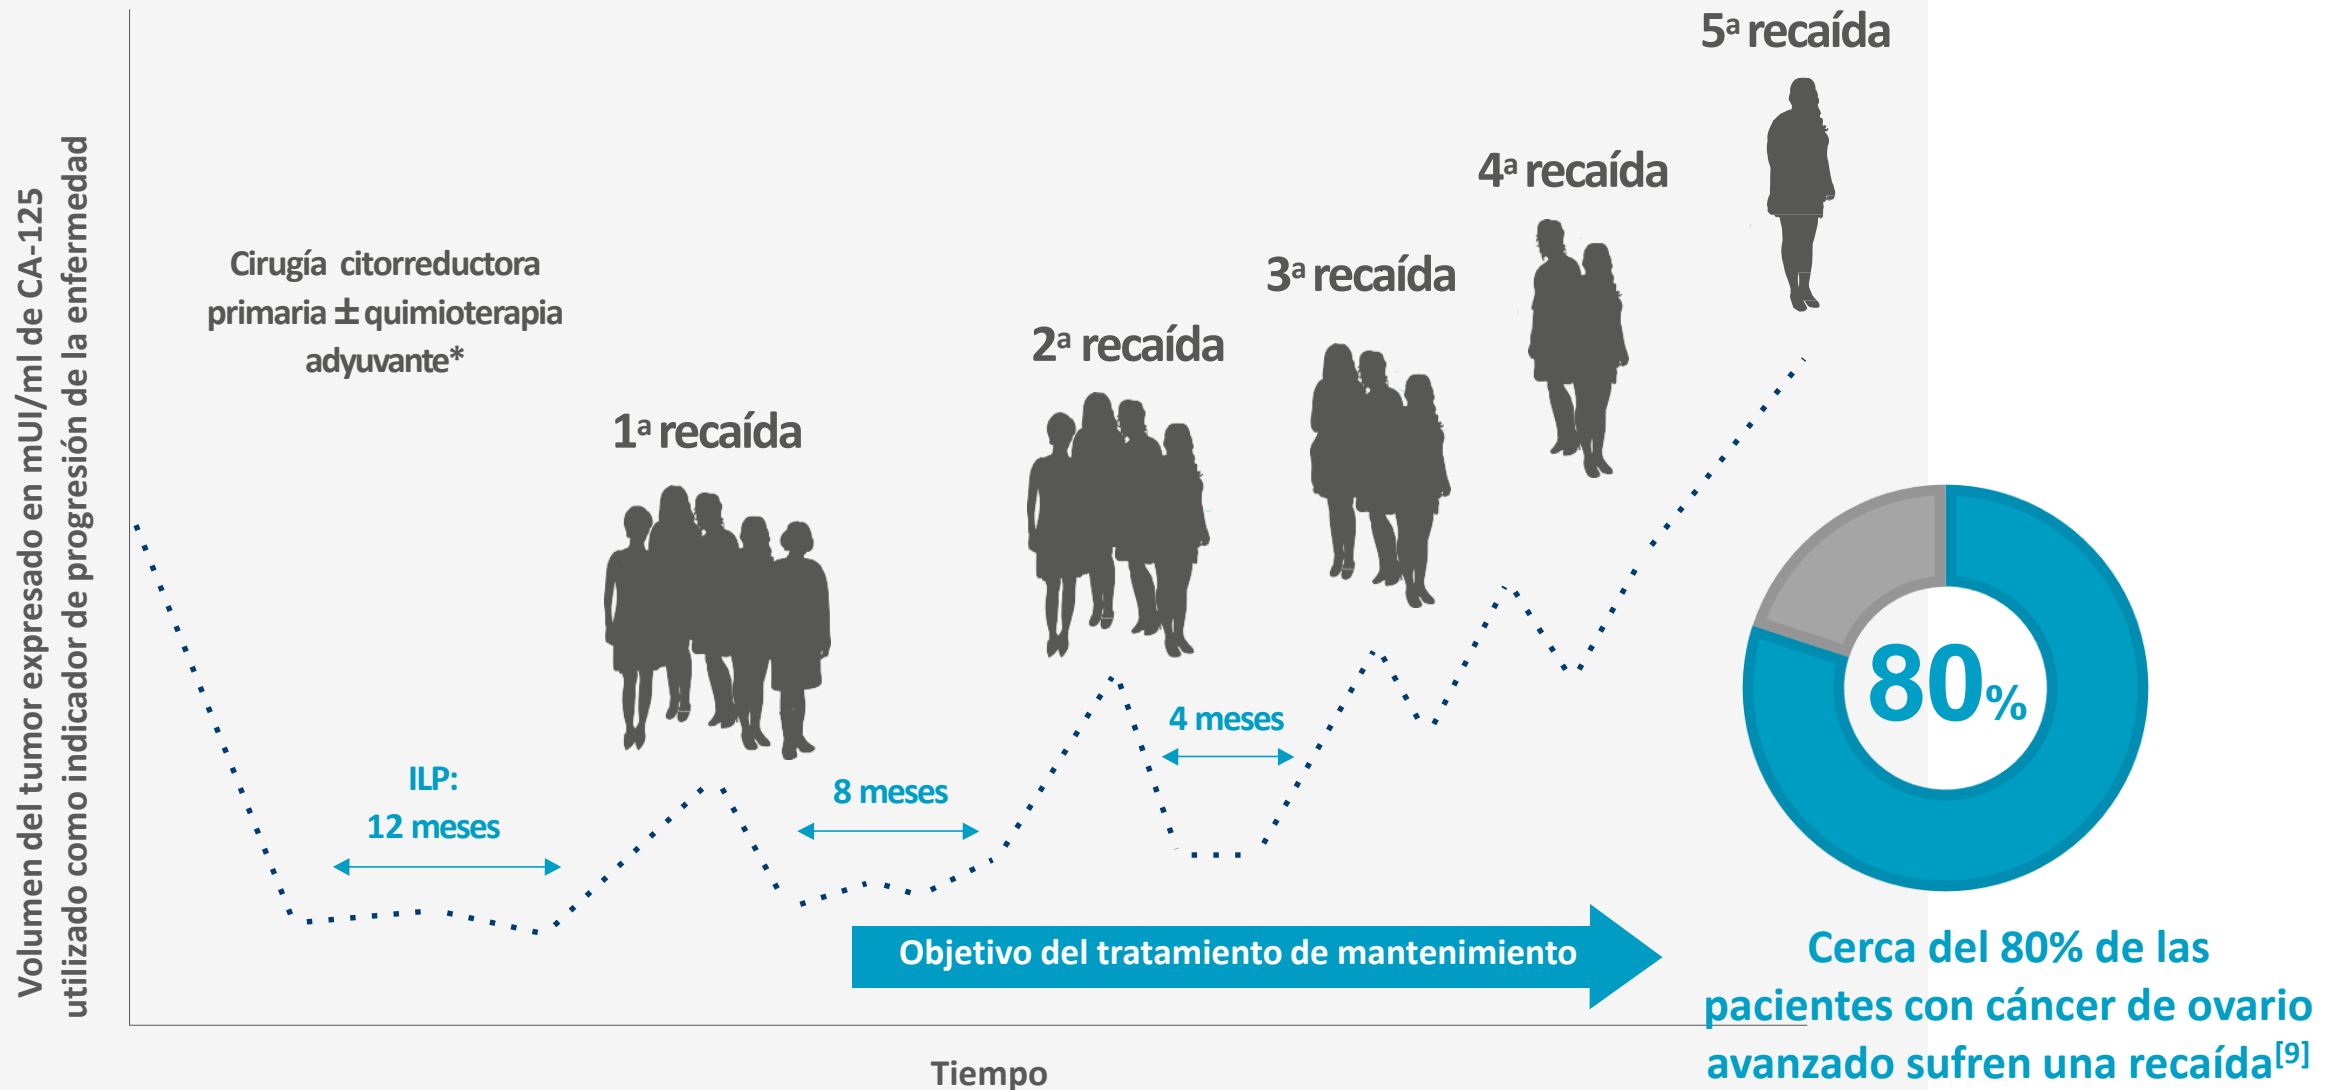 Volumen del tumor expresado en mUI/ml de CA-125
utilizado como indicador de progresión de la enfermedad
Cirugía citorreductora
primaria ± quimioterapia
adyuvante*
1ª recaída
2ª recaída
3ª recaída
4ª recaída
5ª recaída
ILP:
12 meses
8 meses
4 meses
Objetivo del tratamiento de mantenimiento
Tiempo
80%
Cerca del 80% de las
pacientes con cáncer de ovario
avanzado sufren una recaída[9]